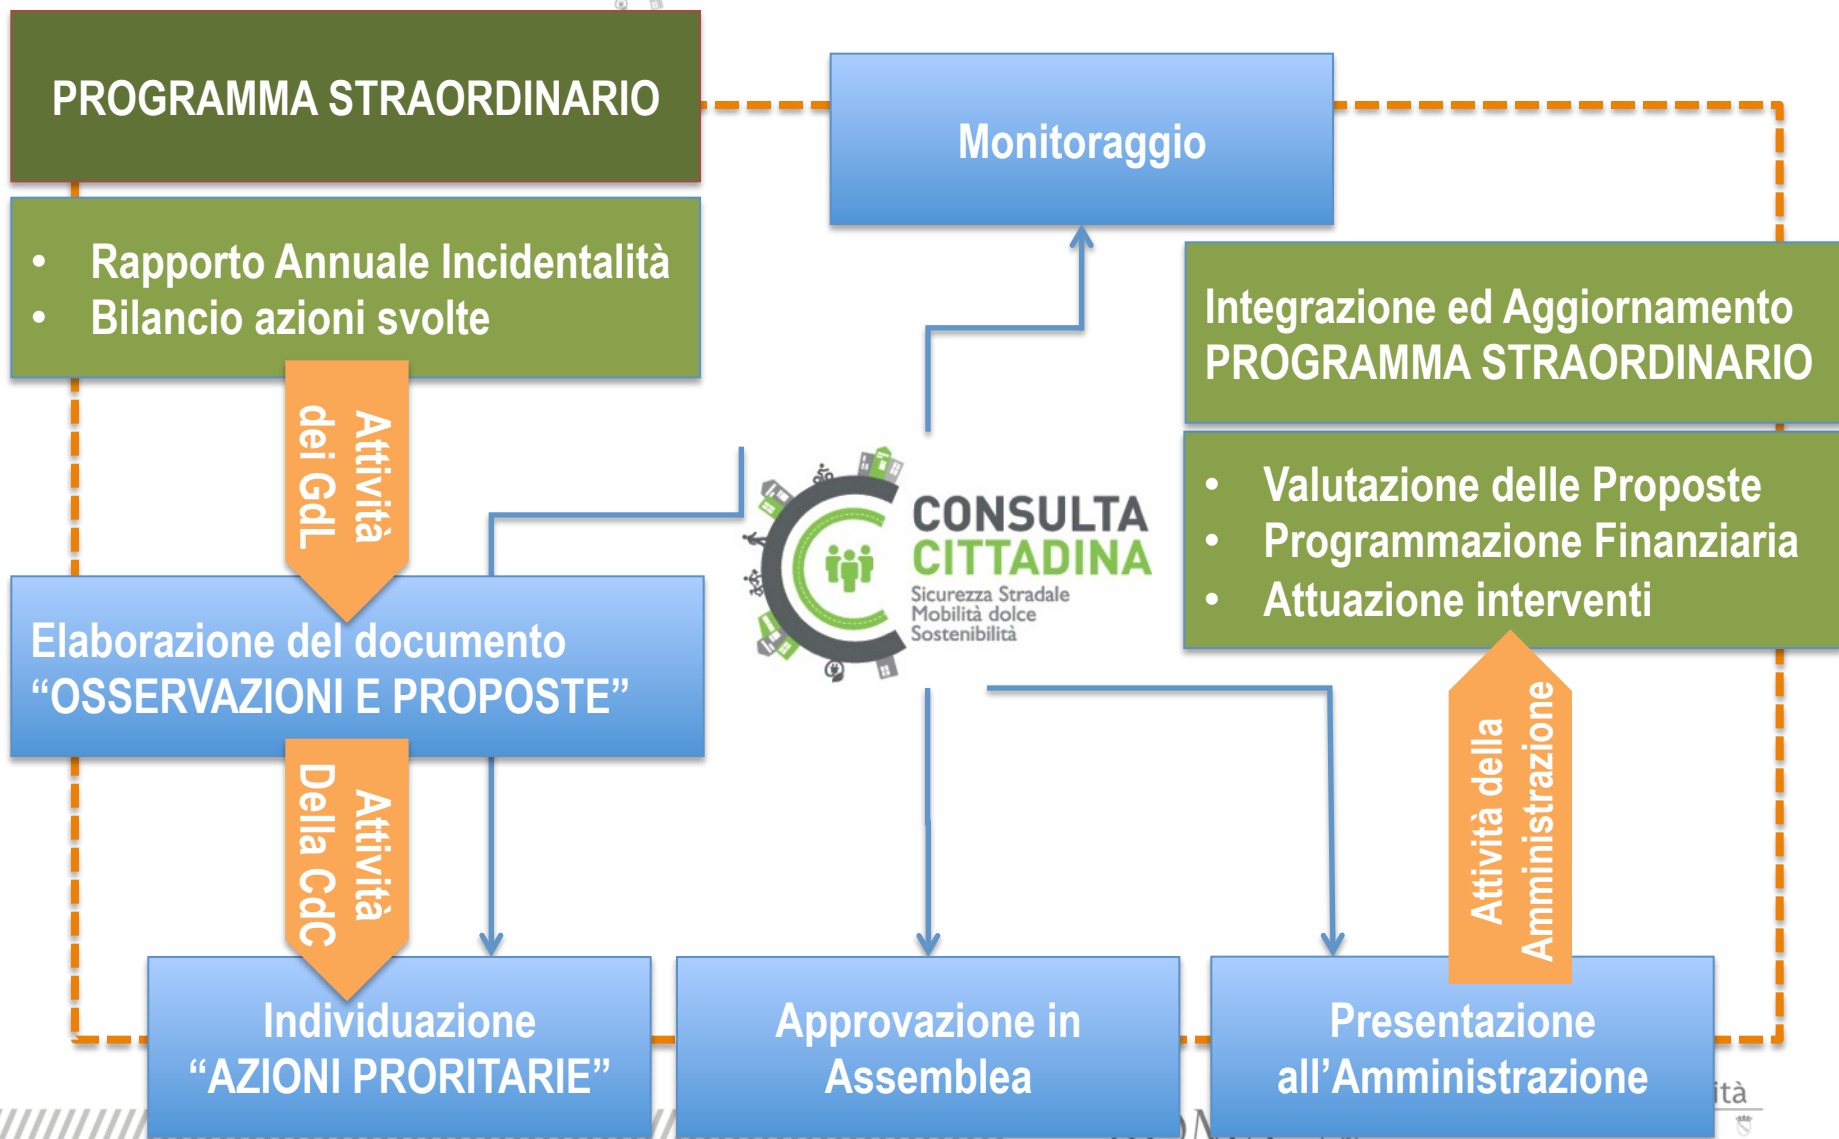 PROGRAMMA STRAORDINARIO
• Rapporto Annuale Incidentalità
• Bilancio azioni svolte
Attività
dei GdL
Elaborazione del documento
“OSSERVAZIONI E PROPOSTE”
Attività
Della CdC
Individuazione
“AZIONI PRORITARIE”
Monitoraggio
CONSULTA
CITTADINA
Sicurezza Stradale
Mobilità dolce
Sostenibilità
Approvazione in
Assemblea
Integrazione ed Aggiornamento
PROGRAMMA STRAORDINARIO
• Valutazione delle Proposte
• Programmazione Finanziaria
• Attuazione interventi
Attività della
Amministrazione
Presentazione
all’Amministrazione
ità